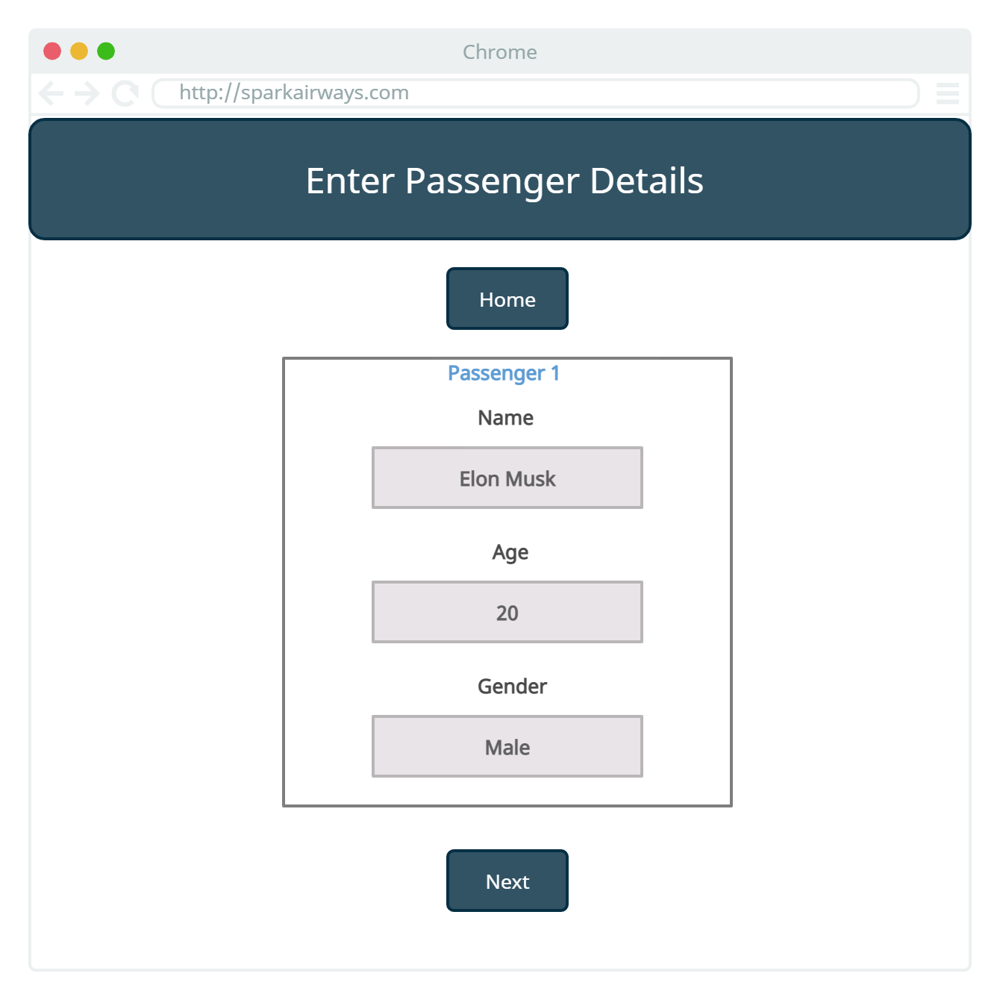 Chrome
http://sparkairways.com
Enter Passenger Details
Home
Passenger 1
Name
Elon Musk
Age
20
Gender
Male
Next